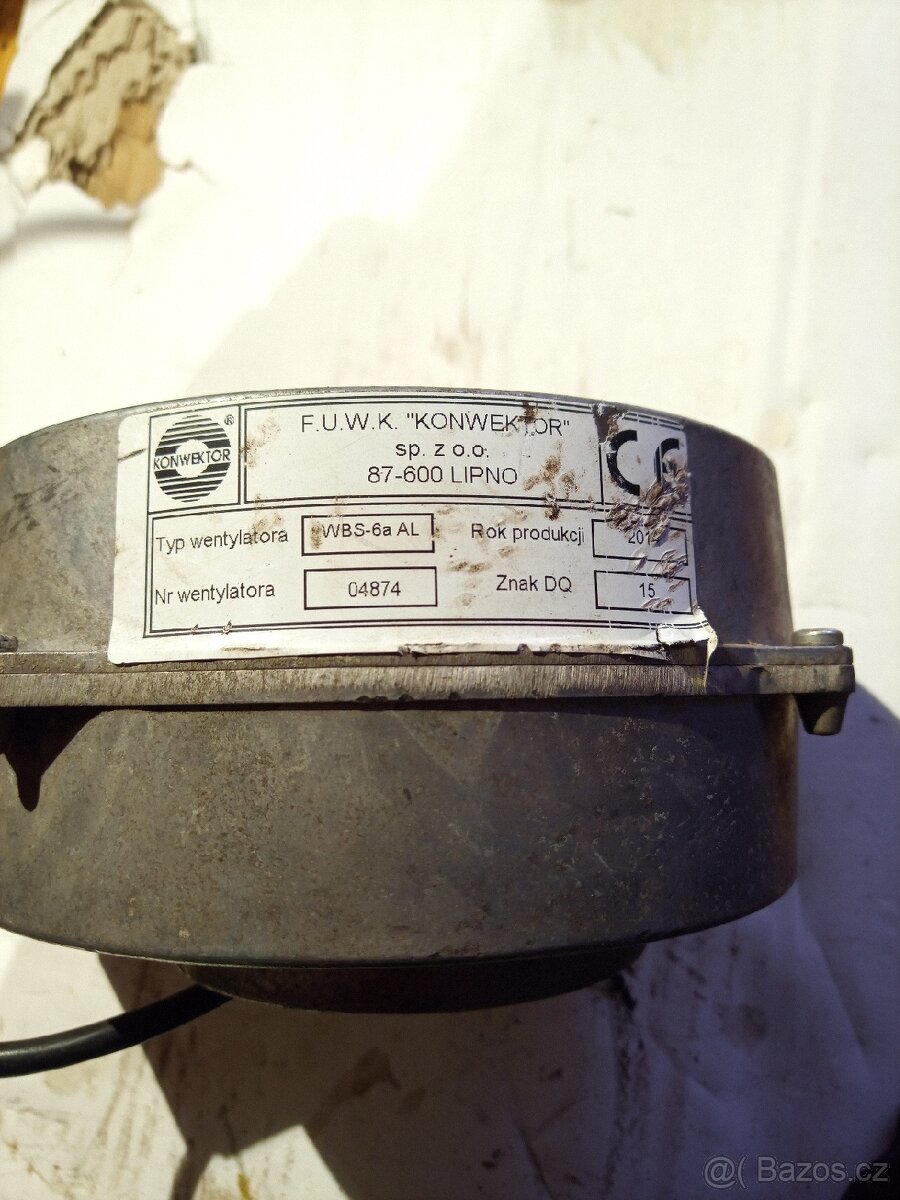 KONWEKTOR ®
F.U.W.K. "KONWEKTOR"
sp. z o.o.
87-600 LIPNO
CE
Typ wentylatora WBS-6a AL Rok produkcji
Nr wentylatora 04874 Znak DQ 15
@( Bazos.cz